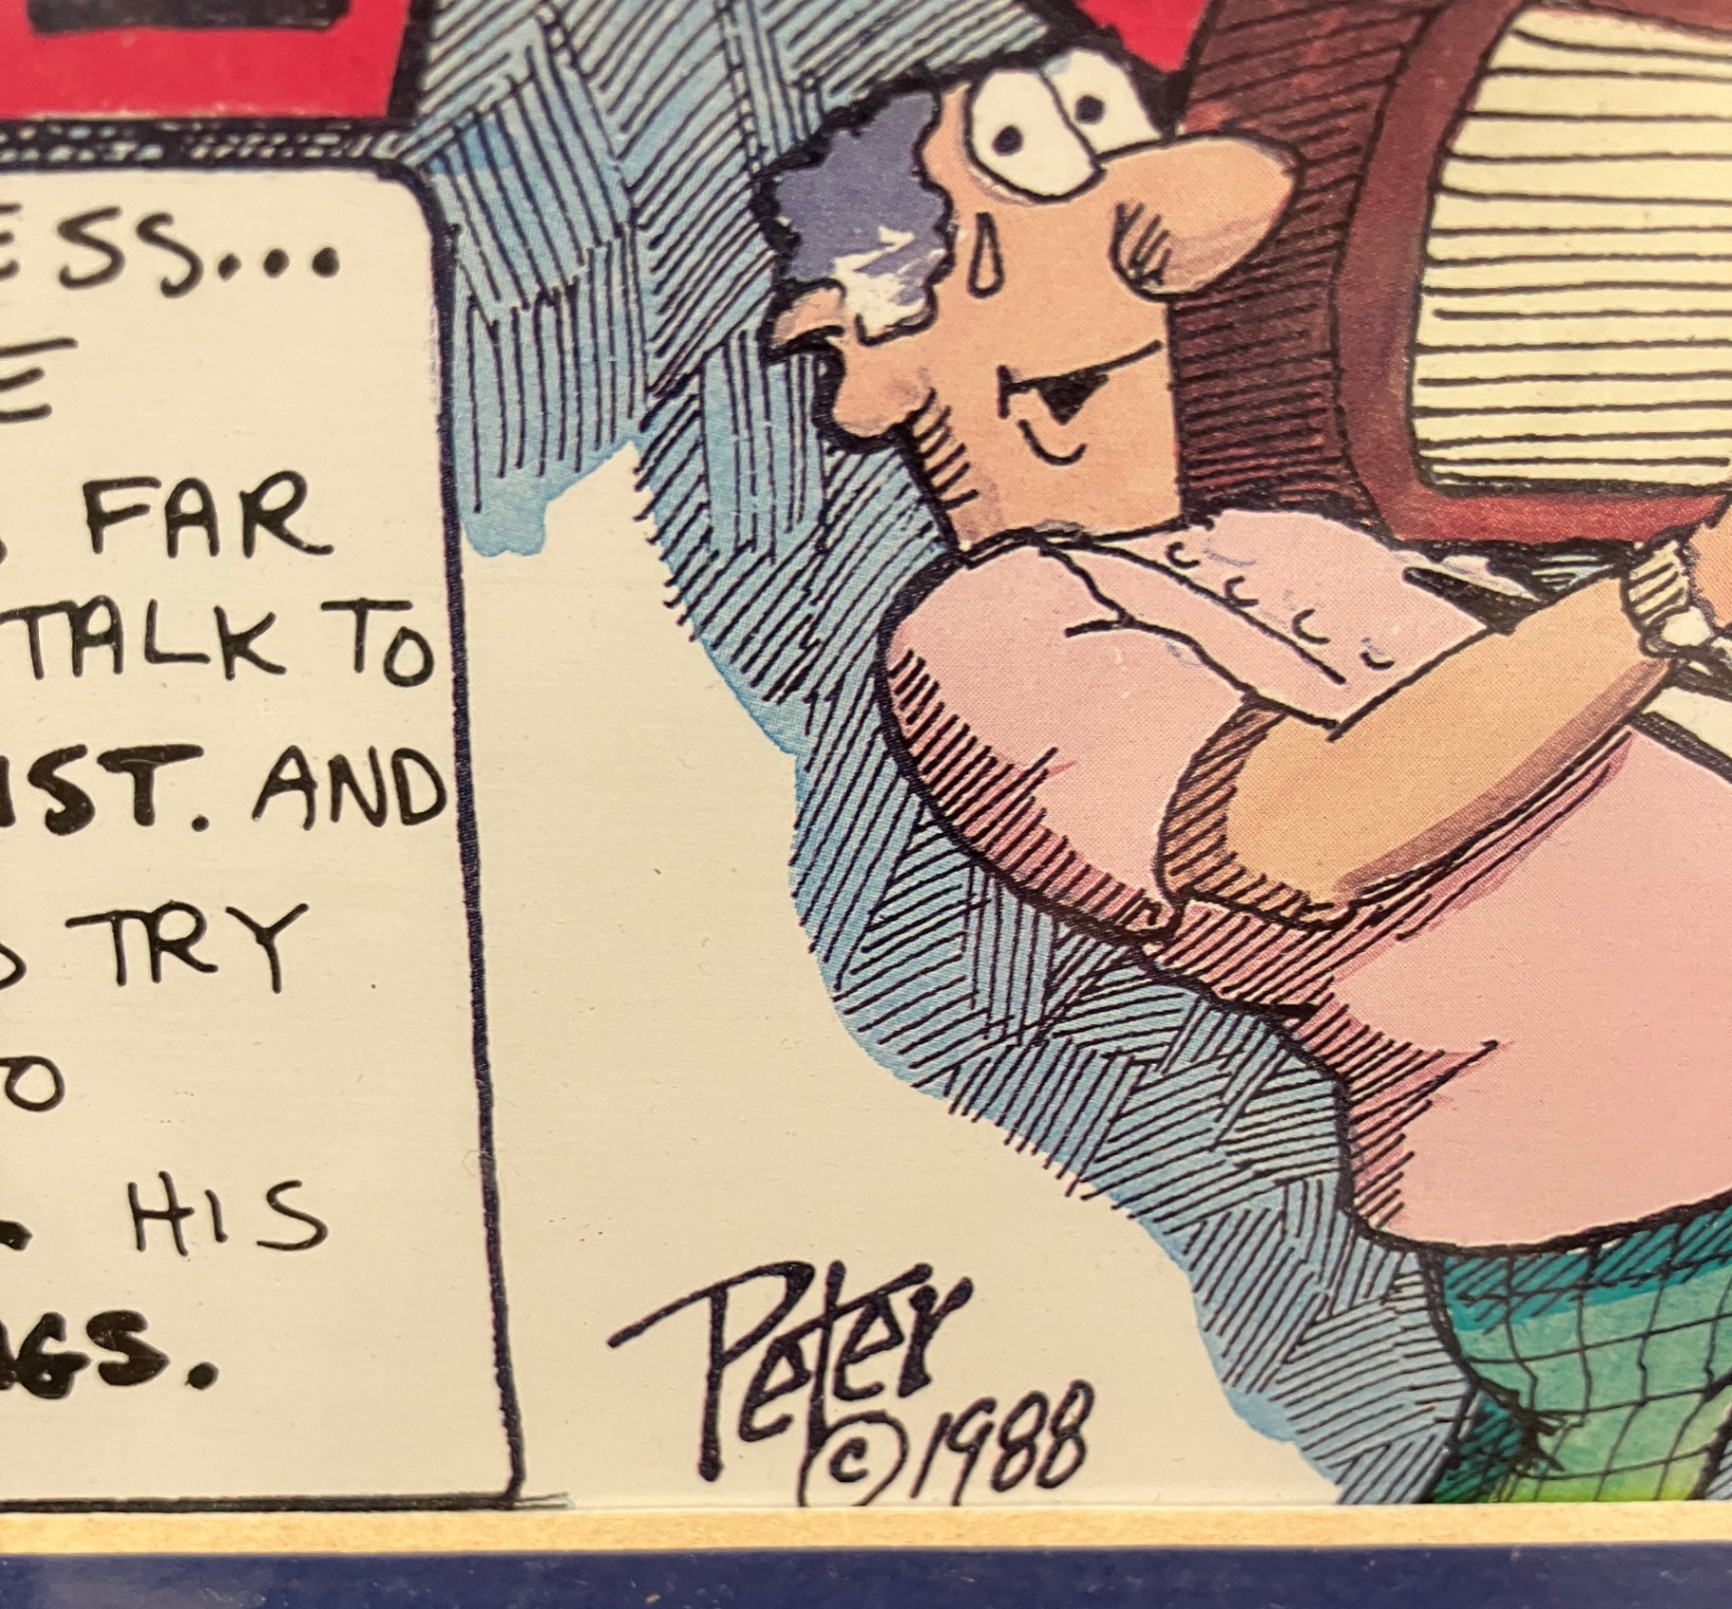 ESS...
E
FAR
TALK TO
IST. AND
TRY
O
. HIS
GS.
Peter
©1988